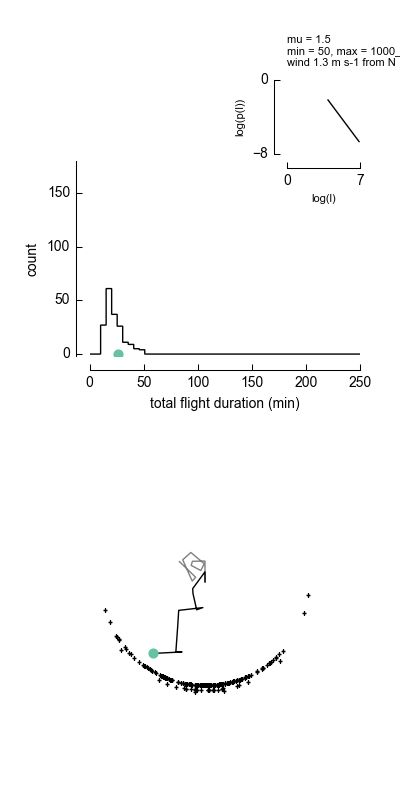 mu = 1.5
min = 50, max = 1000_
wind 1.3 m s-1 from N
0
log(p(l))
−8
0
7
log(l)
150
100
50
0
count
0
50
100
150
200
250
total flight duration (min)